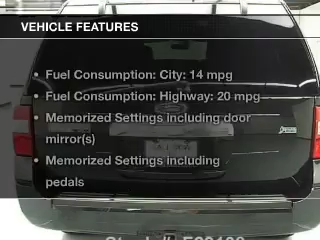 VEHICLE FEATURES
• Fuel Consumption: City: 14 mpg
• Fuel Consumption: Highway: 20 mpg
• Memorized Settings including door
mirror(s)
• Memorized Settings including
pedals